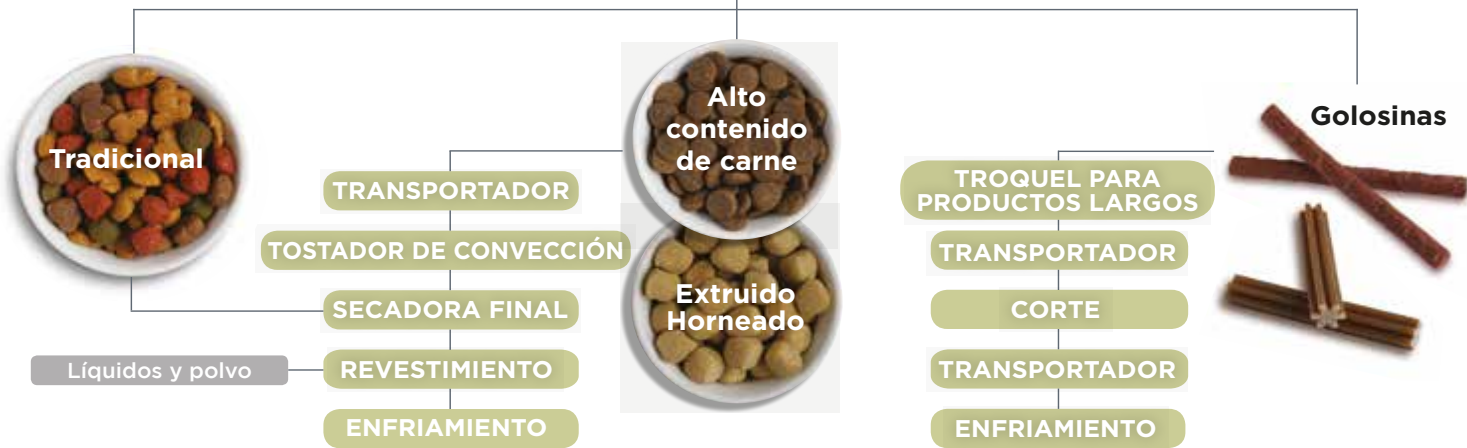 Tradicional
Alto
contenido
de carne
Extruido
Horneado
Golosinas
TRANSPORTADOR
TOSTADOR DE CONVECCIÓN
SECADORA FINAL
Líquidos y polvo
REVESTIMIENTO
ENFRIAMIENTO
TROQUEL PARA
PRODUCTOS LARGOS
TRANSPORTADOR
CORTE
TRANSPORTADOR
ENFRIAMIENTO